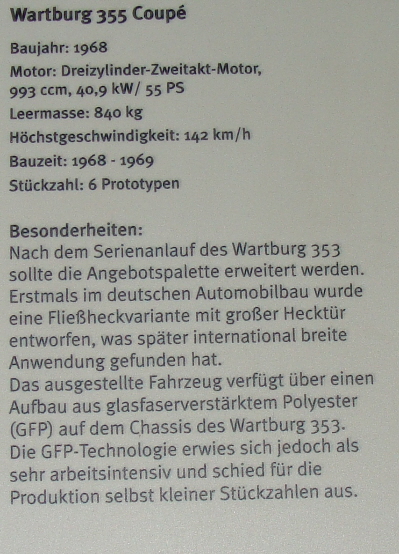 Wartburg 355 Coupé
Baujahr: 1968
Motor: Dreizylinder-Zweitakt-Motor,
993 ccm, 40,9 kW/ 55 PS
Leermasse: 840 kg
Höchstgeschwindigkeit: 142 km/h
Bauzeit: 1968 - 1969
Stückzahl: 6 Prototypen
Besonderheiten:
Nach dem Serienanlauf des Wartburg 353
sollte die Angebotspalette erweitert werden.
Erstmals im deutschen Automobilbau wurde
eine Fließheckvariante mit großer Hecktür
entworfen, was später international breite
Anwendung gefunden hat.
Das ausgestellte Fahrzeug verfügt über einen
Aufbau aus glasfaserverstärktem Polyester
(GFP) auf dem Chassis des Wartburg 353.
Die GFP-Technologie erwies sich jedoch als
sehr arbeitsintensiv und schied für die
Produktion selbst kleiner Stückzahlen aus.